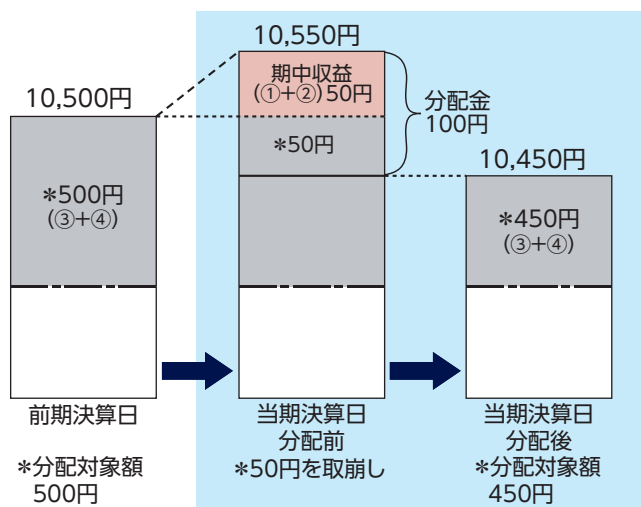 10,500円
*500円
(③+④)
前期決算日
*分配対象額
500円
10,550円
期中収益
(①+②)50円
*50円
分配金
100円
当期決算日
分配前
*50円を取崩し
10,450円
*450円
(③+④)
当期決算日
分配後
*分配対象額
450円